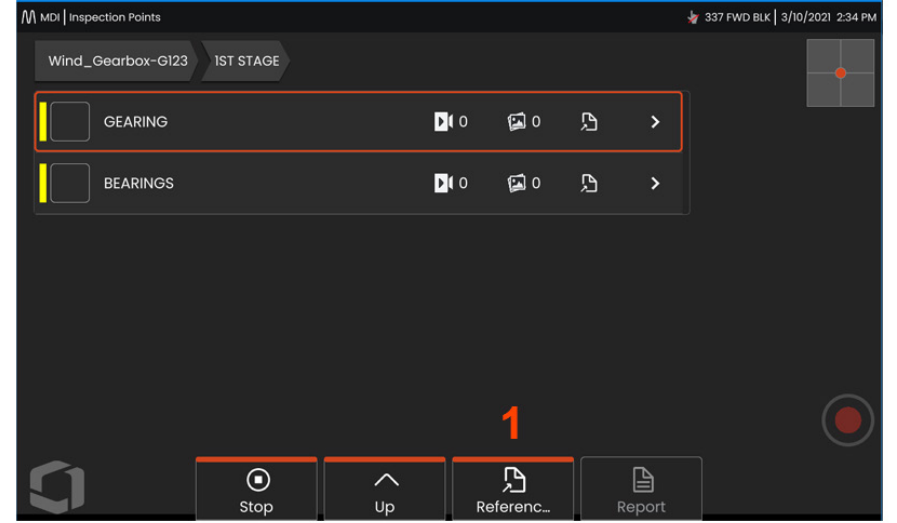 MDI | Inspection Points
337 FWD BLK | 3/10/2021 2:34 PM
Wind_Gearbox-G123 1ST STAGE
GEARING 0 0
BEARINGS 0 0
1
Stop Up Referenc... Report